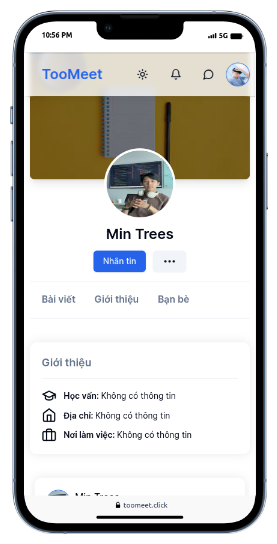 10:56 PM 5G
TooMeet
Min Trees
Nhắn tin
Bài viết Giới thiệu Bạn bè
Giới thiệu
Học vấn: Không có thông tin
Địa chỉ: Không có thông tin
Nơi làm việc: Không có thông tin
Min Trees
toomeet.click